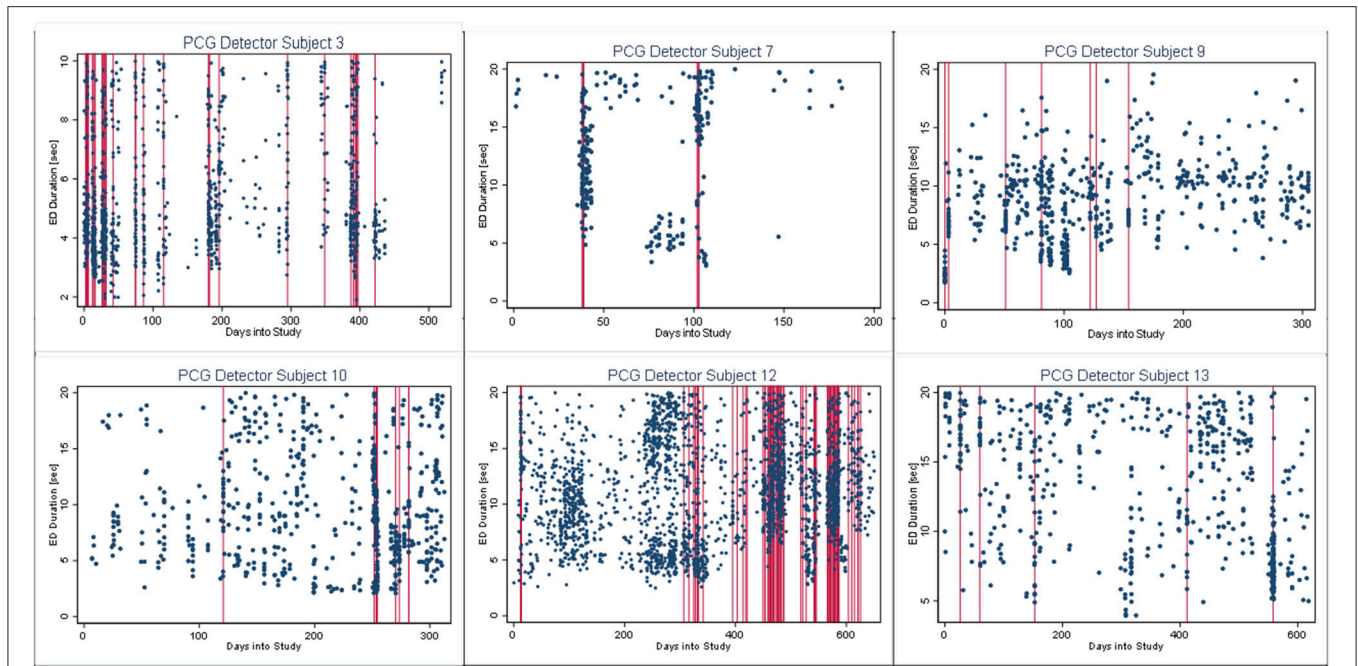 PCG Detector Subject 3
10
8
6
4
2
ED Duration [sec]
0 100 200 300 400 500
Days into Study
PCG Detector Subject 7
20
15
10
5
0
ED Duration [sec]
0 50 100 150 200
Days into Study
PCG Detector Subject 9
20
15
10
5
0
ED Duration [sec]
0 100 200 300
Days into Study
PCG Detector Subject 10
20
15
10
5
0
ED Duration [sec]
0 100 200 300
Days into Study
PCG Detector Subject 12
20
15
10
5
0
ED Duration [sec]
0 200 400 600
Days into Study
PCG Detector Subject 13
20
15
10
5
ED Duration [sec]
0 200 400 600
Days into Study